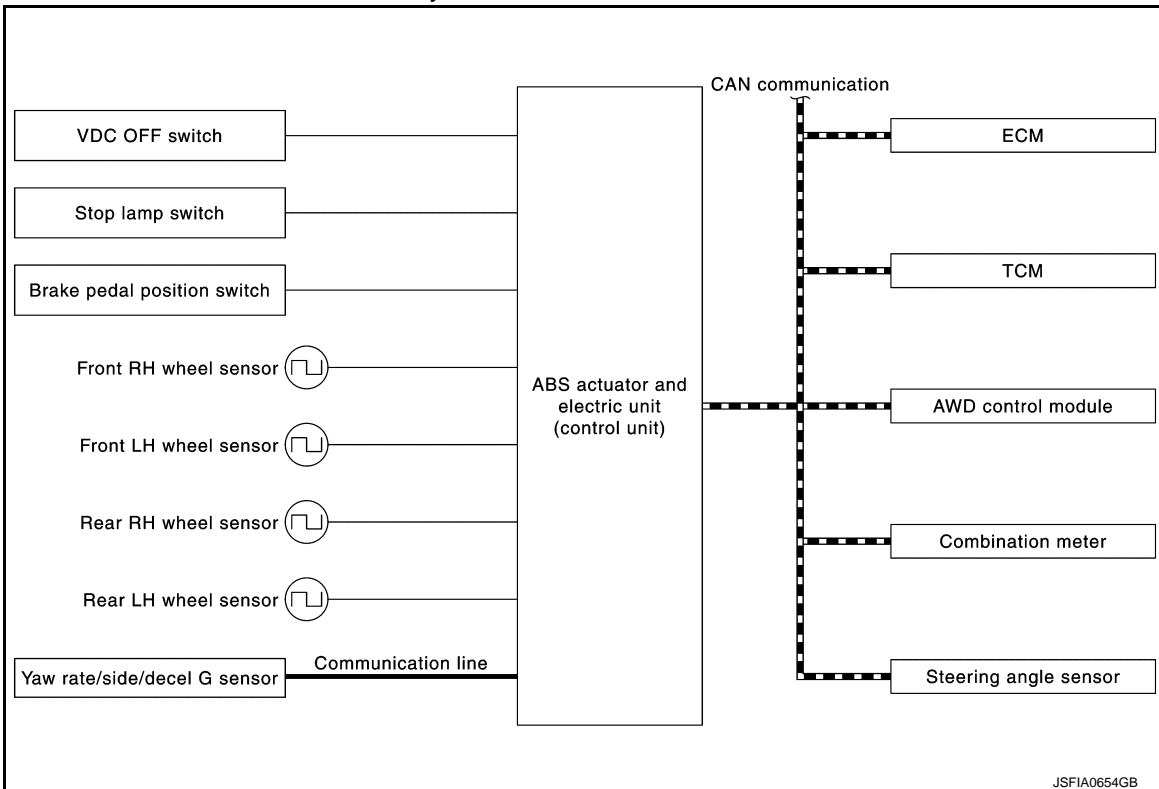 CAN communication
VDC OFF switch
ECM
Stop lamp switch
TCM
Brake pedal position switch
Front RH wheel sensor
ABS actuator and
electric unit
(control unit)
AWD control module
Front LH wheel sensor
Rear RH wheel sensor
Combination meter
Rear LH wheel sensor
Communication line
Yaw rate/side/decel G sensor
Steering angle sensor
JSFIA0654GB